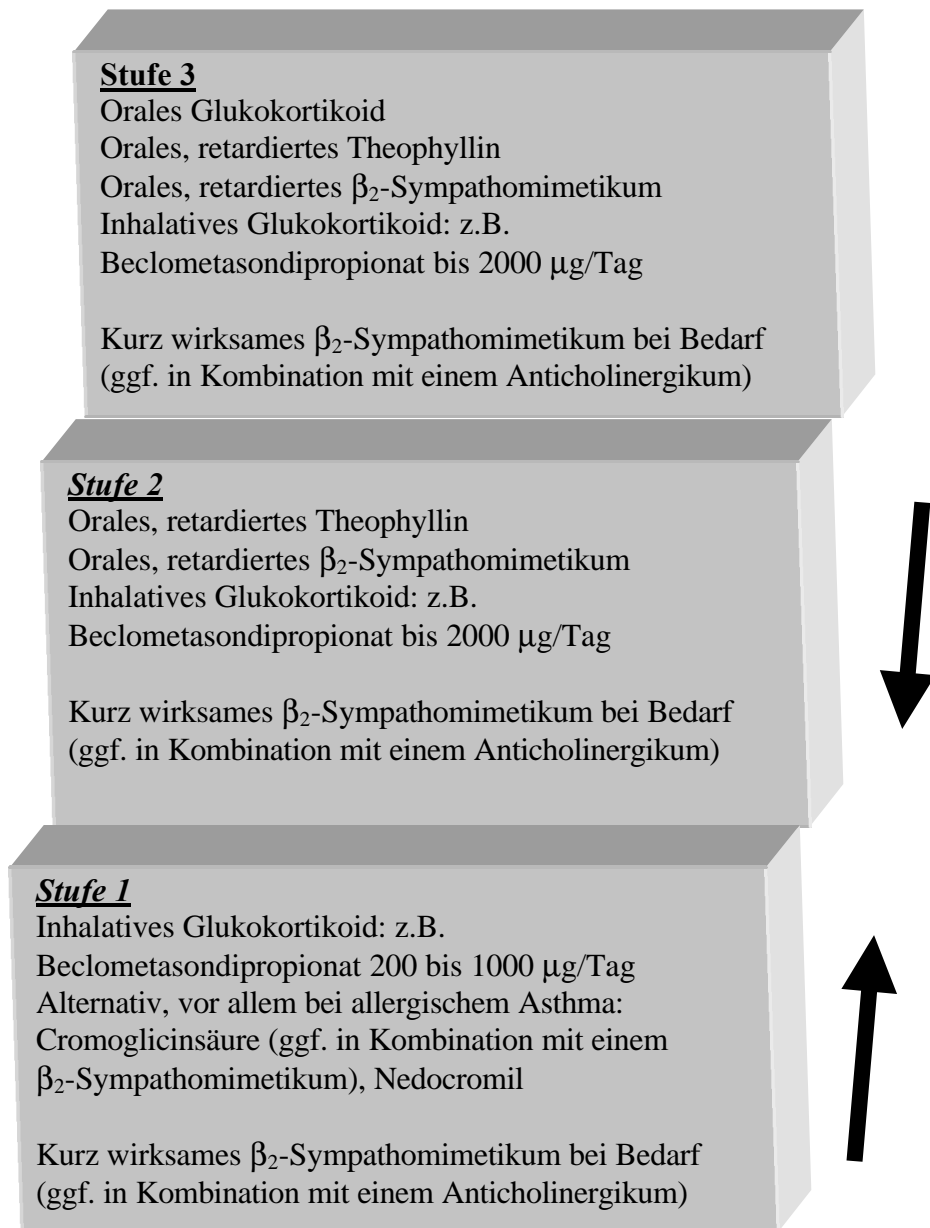 Stufe 3
Orales Glukokortikoid
Orales, retardiertes Theophyllin
Orales, retardiertes β₂-Sympathomimetikum
Inhalatives Glukokortikoid: z.B.
Beclometasondipropionat bis 2000 μg/Tag
Kurz wirksames β₂-Sympathomimetikum bei Bedarf
(ggf. in Kombination mit einem Anticholinergikum)
Stufe 2
Orales, retardiertes Theophyllin
Orales, retardiertes β₂-Sympathomimetikum
Inhalatives Glukokortikoid: z.B.
Beclometasondipropionat bis 2000 μg/Tag
Kurz wirksames β₂-Sympathomimetikum bei Bedarf
(ggf. in Kombination mit einem Anticholinergikum)
Stufe 1
Inhalatives Glukokortikoid: z.B.
Beclometasondipropionat 200 bis 1000 μg/Tag
Alternativ, vor allem bei allergischem Asthma:
Cromoglicinsäure (ggf. in Kombination mit einem
β₂-Sympathomimetikum), Nedocromil
Kurz wirksames β₂-Sympathomimetikum bei Bedarf
(ggf. in Kombination mit einem Anticholinergikum)